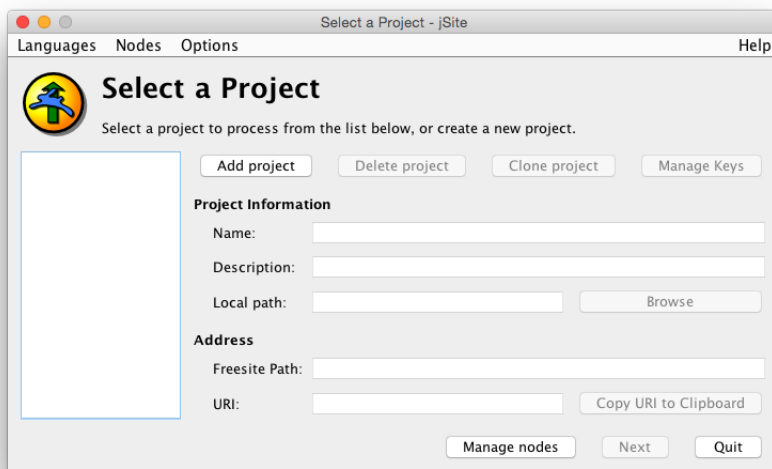 Select a Project - jSite
Languages Nodes Options Help
Select a Project
Select a project to process from the list below, or create a new project.
Add project Delete project Clone project Manage Keys
Project Information
Name:
Description:
Local path: Browse
Address
Freesite Path:
URI: Copy URI to Clipboard
Manage nodes Next Quit